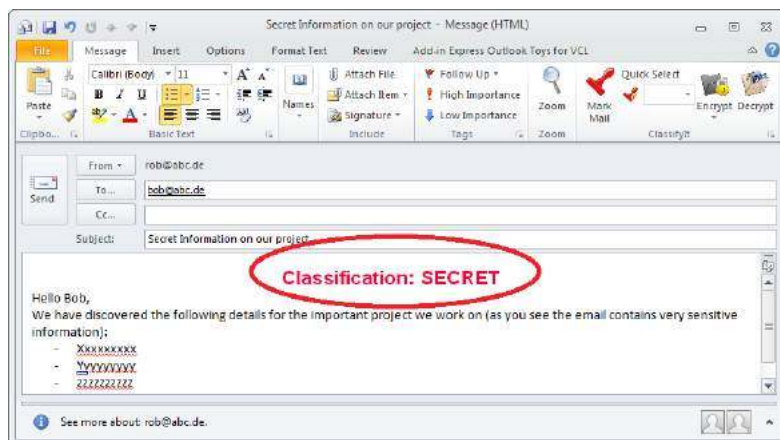 Secret Information on our project - Message (HTML)
File Message Insert Options Format Text Review Add-in Express Outlook Toys for VCL
Calibri (Body) 11 A A Attach File Follow Up Quick Select
Paste B I U Names Attach Item High Importance Zoom Mark Mail Encrypt Decrypt
Signature Low Importance
Clipbo... Basic Text Include Tags Zoom Classify
From rob@abc.de
Send To... bob@abc.de
Cc...
Subject: Secret Information on our project
Classification: SECRET
Hello Bob,
We have discovered the following details for the important project we work on (as you see the email contains very sensitive
information):
- Xxxxxxxxx
- Yyyyyyyyy
- zzzzzzzzzz
See more about: rob@abc.de.